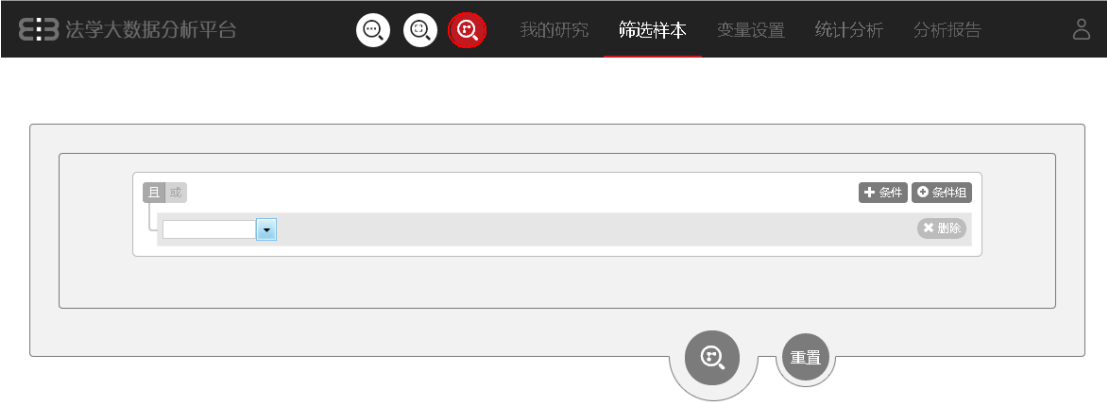 法学大数据分析平台
我的研究 筛选样本 变量设置 统计分析 分析报告
且 或
条件 条件组
删除
重置